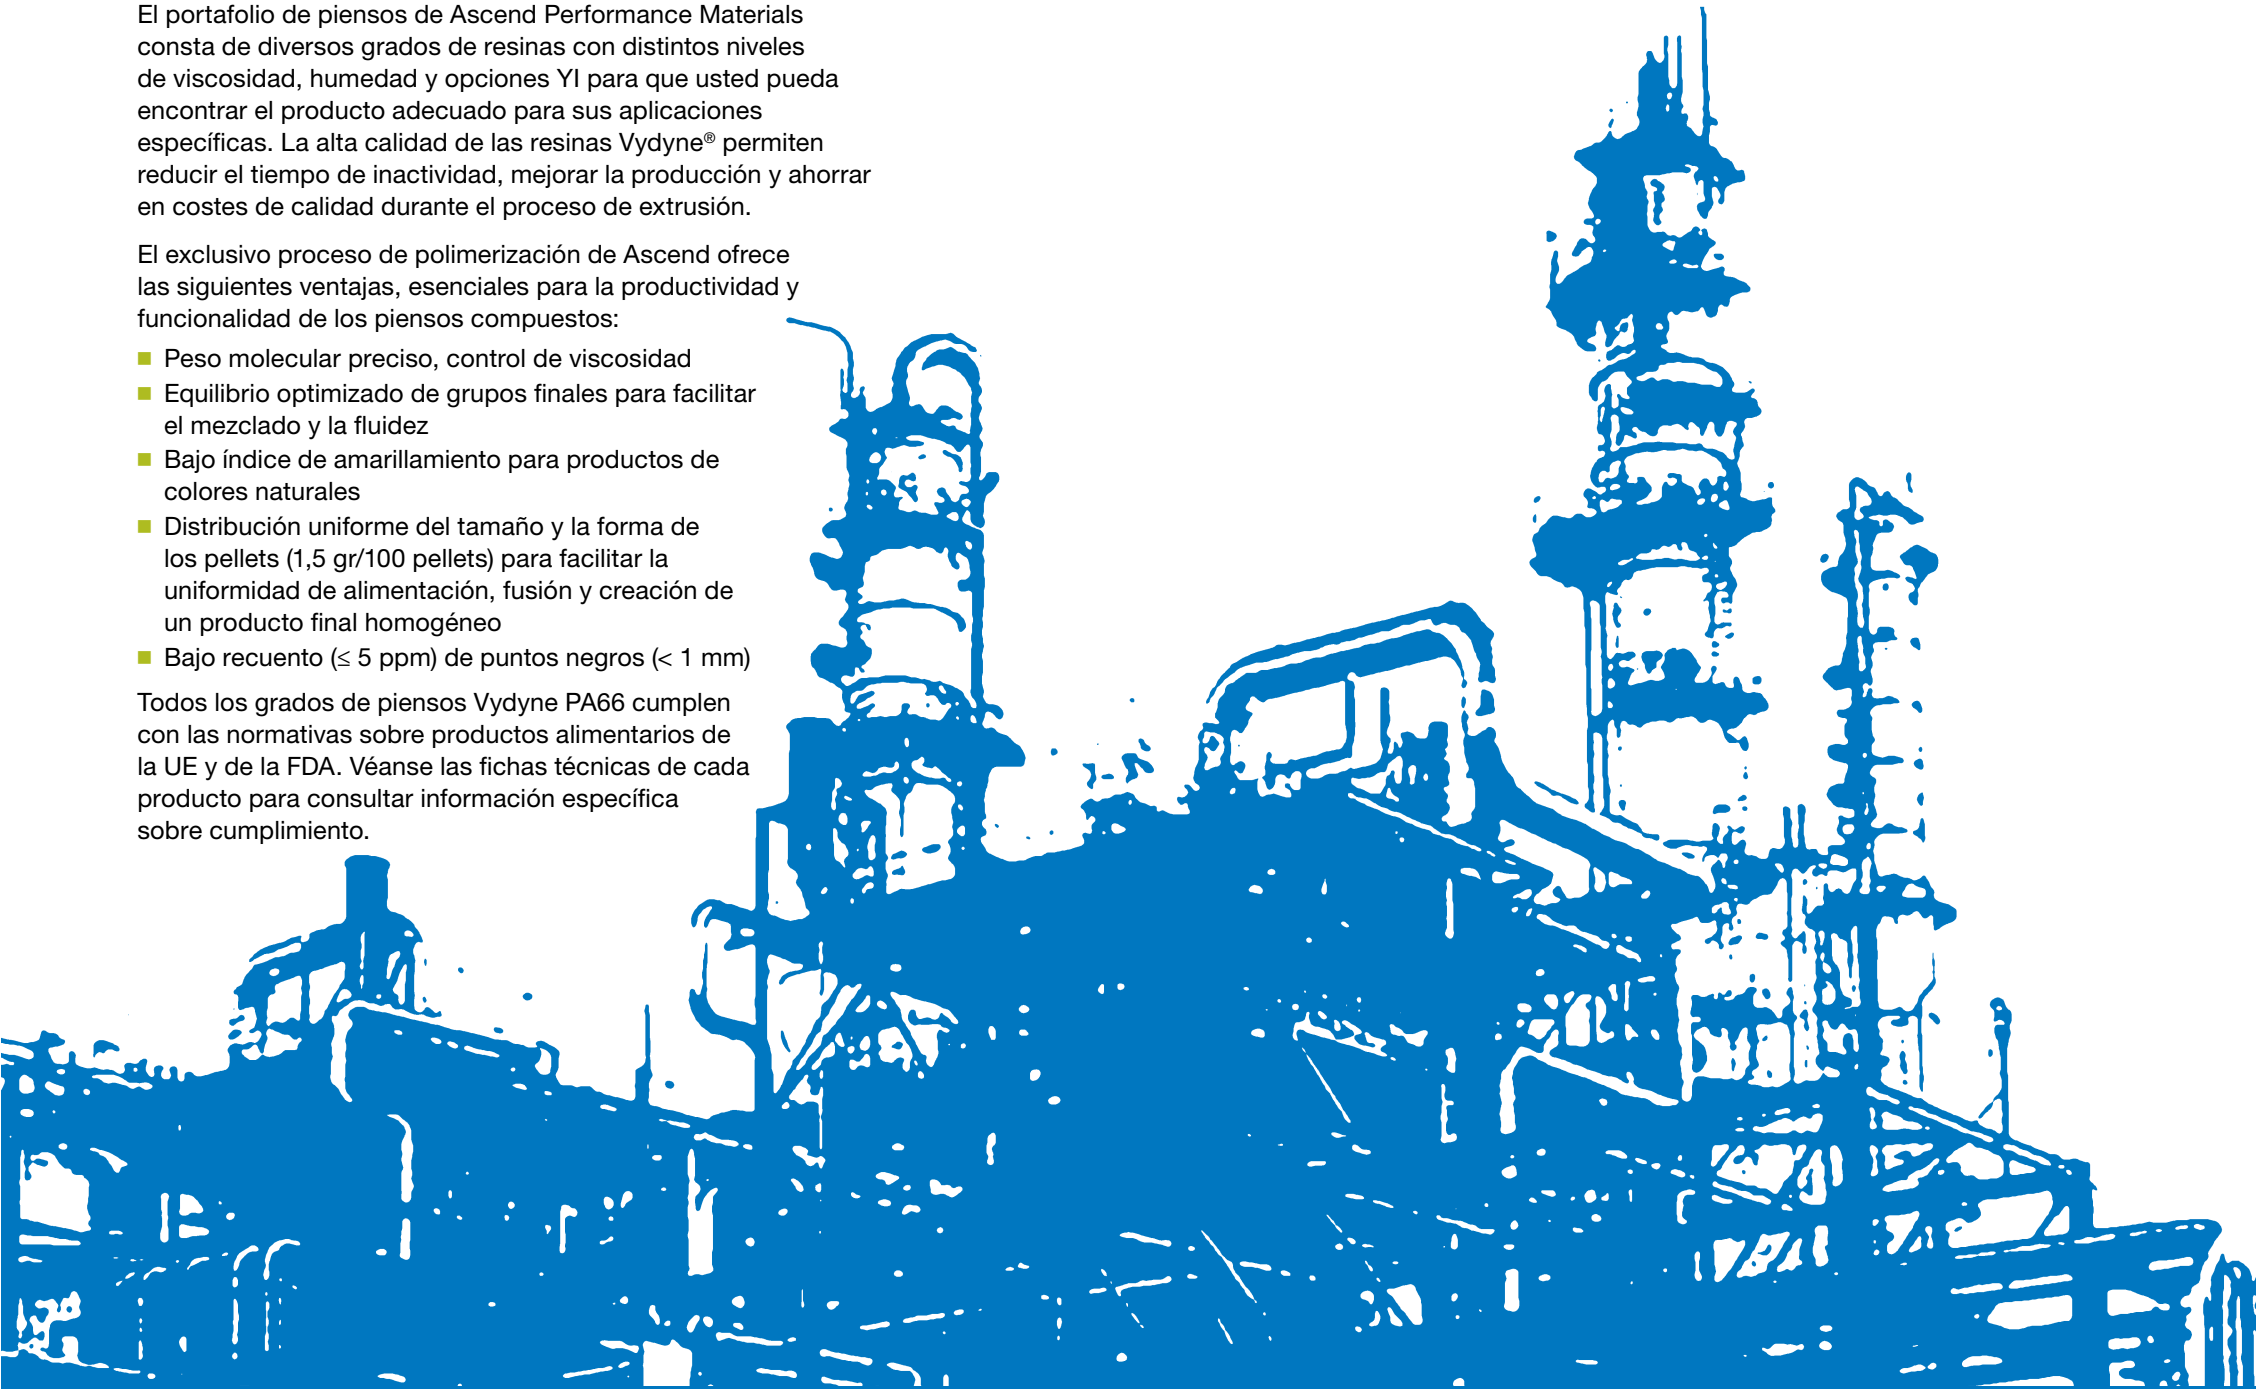 El portafolio de piensos de Ascend Performance Materials
consta de diversos grados de resinas con distintos niveles
de viscosidad, humedad y opciones YI para que usted pueda
encontrar el producto adecuado para sus aplicaciones
específicas. La alta calidad de las resinas Vydyne® permiten
reducir el tiempo de inactividad, mejorar la producción y ahorrar
en costes de calidad durante el proceso de extrusión.
El exclusivo proceso de polimerización de Ascend ofrece
las siguientes ventajas, esenciales para la productividad y
funcionalidad de los piensos compuestos:
■ Peso molecular preciso, control de viscosidad
■ Equilibrio optimizado de grupos finales para facilitar
el mezclado y la fluidez
■ Bajo índice de amarillamiento para productos de
colores naturales
■ Distribución uniforme del tamaño y la forma de
los pellets (1,5 gr/100 pellets) para facilitar la
uniformidad de alimentación, fusión y creación de
un producto final homogéneo
■ Bajo recuento (≤ 5 ppm) de puntos negros (< 1 mm)
Todos los grados de piensos Vydyne PA66 cumplen
con las normativas sobre productos alimentarios de
la UE y de la FDA. Véanse las fichas técnicas de cada
producto para consultar información específica
sobre cumplimiento.